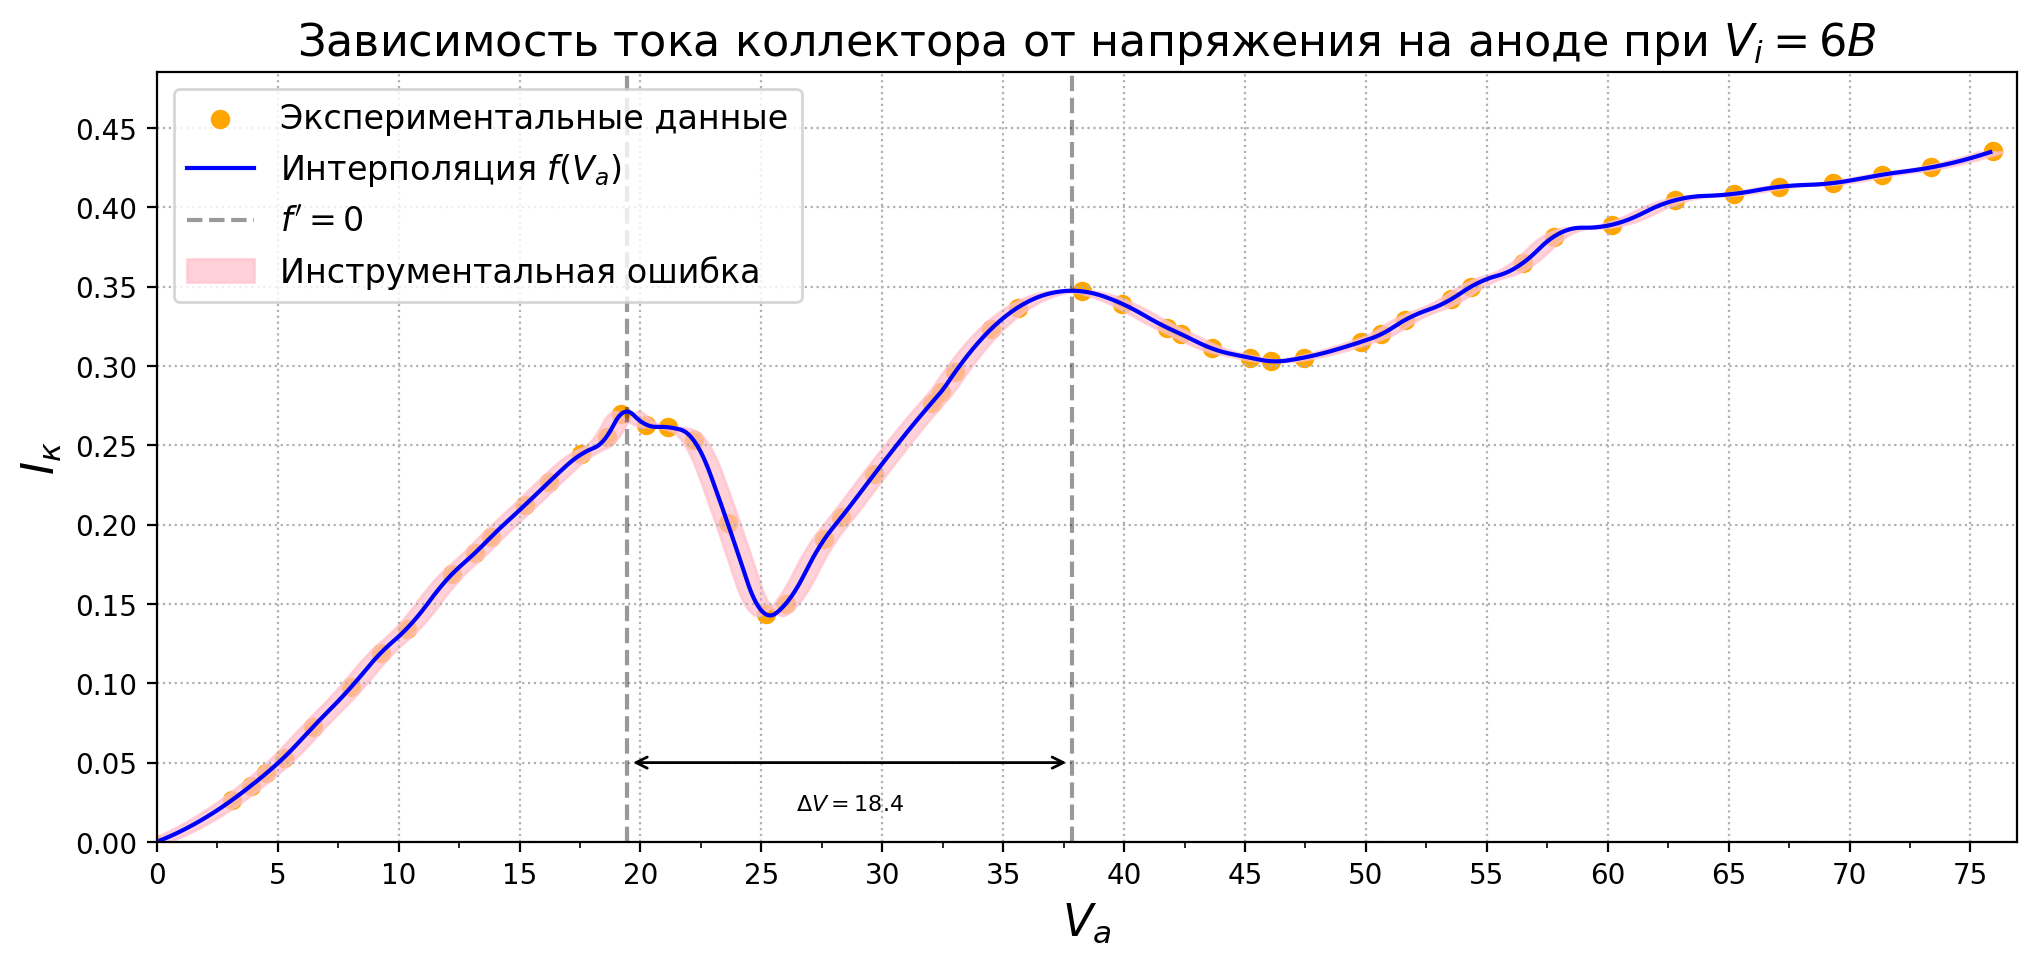 Зависимость тока коллектора от напряжения на аноде при V_i = 6В
Экспериментальные данные
Интерполяция f(V_a)
f' = 0
Инструментальная ошибка
0.45
0.40
0.35
0.30
0.25
0.20
0.15
0.10
0.05
0.00
I_к
ΔV = 18.4
0 5 10 15 20 25 30 35 40 45 50 55 60 65 70 75
V_a